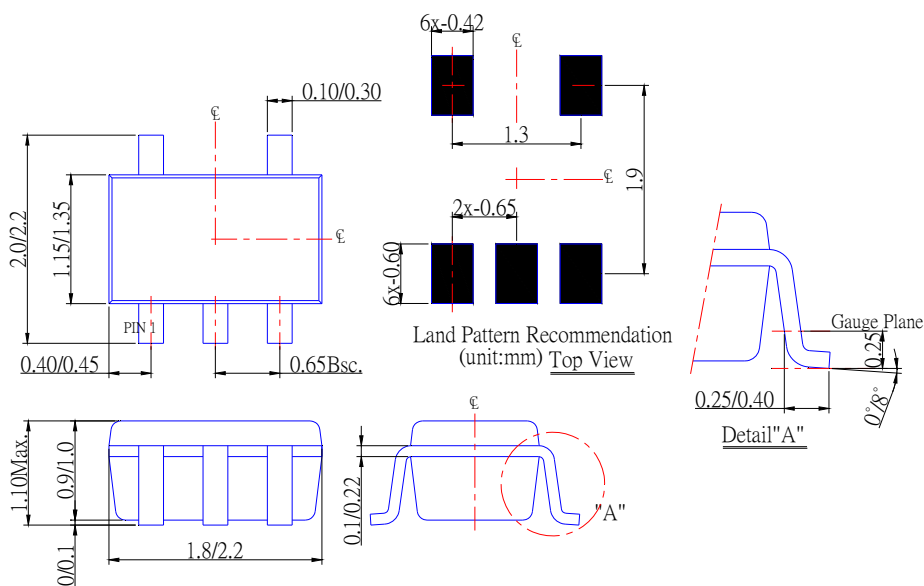 6x-0.42
℄
0.10/0.30
℄
1.3
2.0/2.2
1.15/1.35
℄
℄
1.9
2x-0.65
6x-0.60
PIN 1
Land Pattern Recommendation
(unit:mm) Top View
Gauge Plane
0.25
0.40/0.45
0.65Bsc.
0.25/0.40
0°/8°
Detail"A"
℄
1.10Max.
0.9/1.0
0.1/0.22
"A"
0/0.1
1.8/2.2